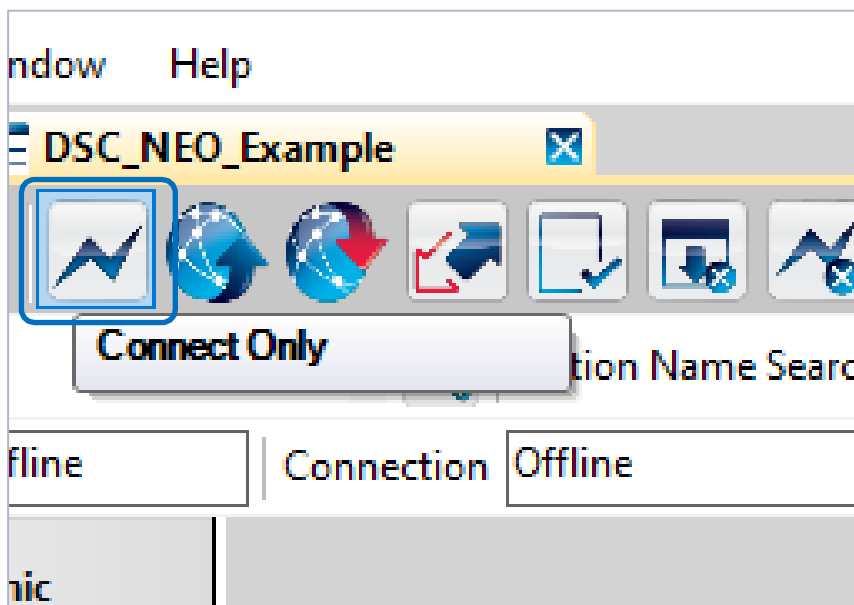 ndow Help
DSC_NEO_Example
Connect Only
tion Name Searc
fline Connection Offline
nic